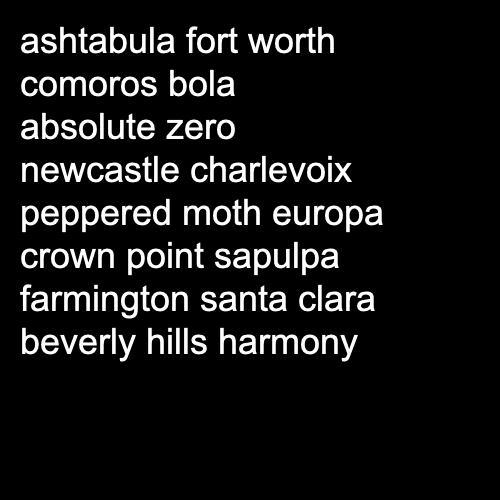 ashtabula fort worth
comoros bola
absolute zero
newcastle charlevoix
peppered moth europa
crown point sapulpa
farmington santa clara
beverly hills harmony